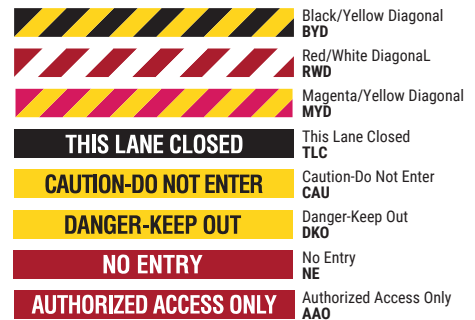 Black/Yellow Diagonal
BYD
Red/White DiagonaL
RWD
Magenta/Yellow Diagonal
MYD
THIS LANE CLOSED
This Lane Closed
TLC
CAUTION-DO NOT ENTER
Caution-Do Not Enter
CAU
DANGER-KEEP OUT
Danger-Keep Out
DKO
NO ENTRY
No Entry
NE
AUTHORIZED ACCESS ONLY
Authorized Access Only
AAO